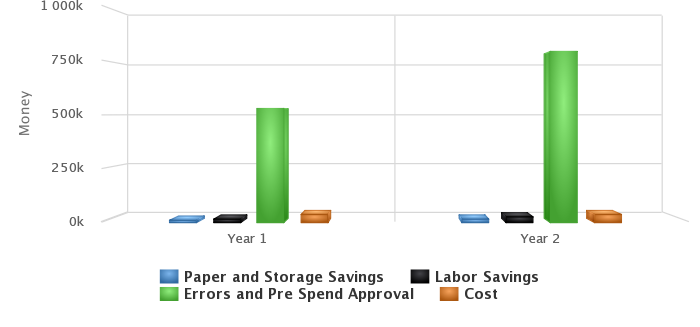 1 000k
750k
500k
250k
0k
Money
Year 1
Year 2
Paper and Storage Savings
Labor Savings
Errors and Pre Spend Approval
Cost